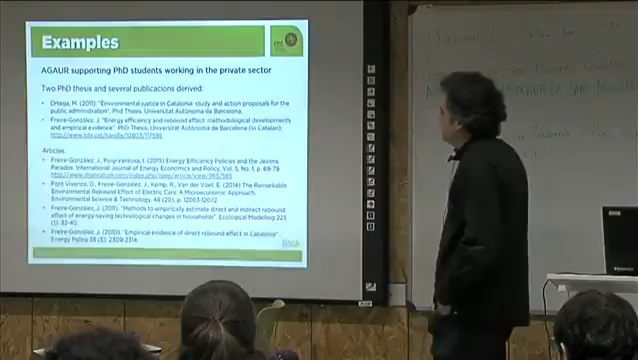 Examples
AGAUR supporting PhD students working in the private sector
Two PhD thesis and several publications derived:
Ortega, M. (2011). "Environmental justice in Catalonia: study and action proposals for the
public administration". PhD Thesis, Universitat Autònoma de Barcelona.
Freire-González, J. "Energy efficiency and rebound effect: methodological developments
and empirical evidence". PhD Thesis, Universitat Autònoma de Barcelona (in Catalan)
Articles:
Freire-González, J., Puig-Ventosa, I. (2015) Energy Efficiency Policies and the Jevons
Paradox. International Journal of Energy Economics and Policy, Vol. 5, No. 1, p. 69-79.
Font Vivanco, D., Freire-González, J., Kemp, R., Van der Voet, E. (2014) The Remarkable
Environmental Rebound Effect of Electric Cars: A Microeconomic Approach.
Environmental Science & Technology, 48 (20), p. 12063-12072.
Freire-González, J. (2011). "Methods to empirically estimate direct and indirect rebound
effect of energy-saving technological changes in households". Ecological Modelling 223
(1): 32-40.
Freire-González, J. (2010). "Empirical evidence of direct rebound effect in Catalonia".
Energy Policy 38 (5): 2309-2314.
Back
TOSHIBA